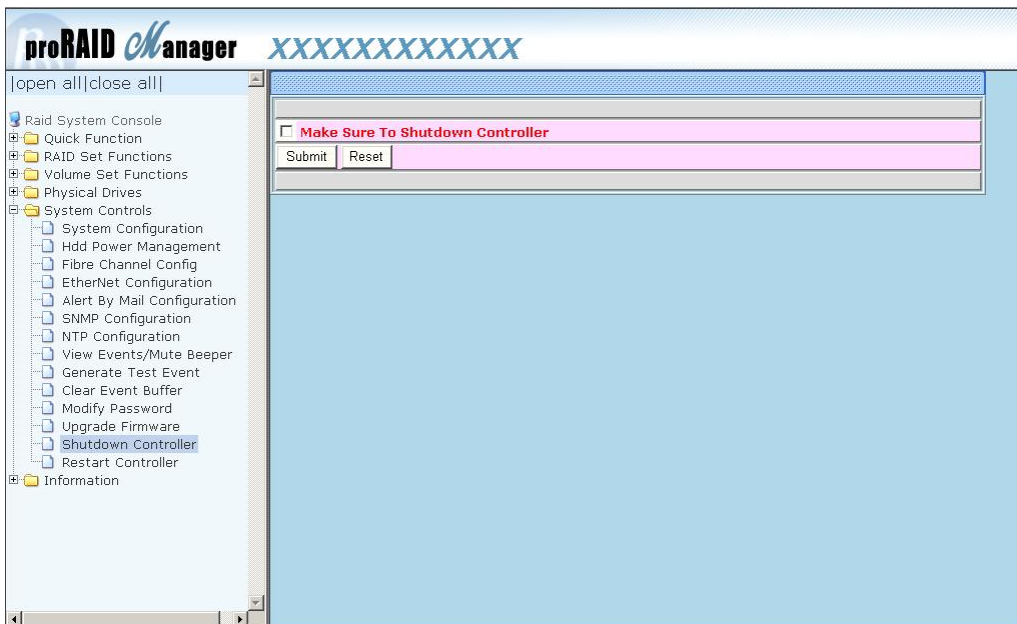 proRAID Manager XXXXXXXXXXXX
|open all|close all|
Raid System Console
Quick Function
RAID Set Functions
Volume Set Functions
Physical Drives
System Controls
System Configuration
Hdd Power Management
Fibre Channel Config
EtherNet Configuration
Alert By Mail Configuration
SNMP Configuration
NTP Configuration
View Events/Mute Beeper
Generate Test Event
Clear Event Buffer
Modify Password
Upgrade Firmware
Shutdown Controller
Restart Controller
Information
Make Sure To Shutdown Controller
Submit Reset